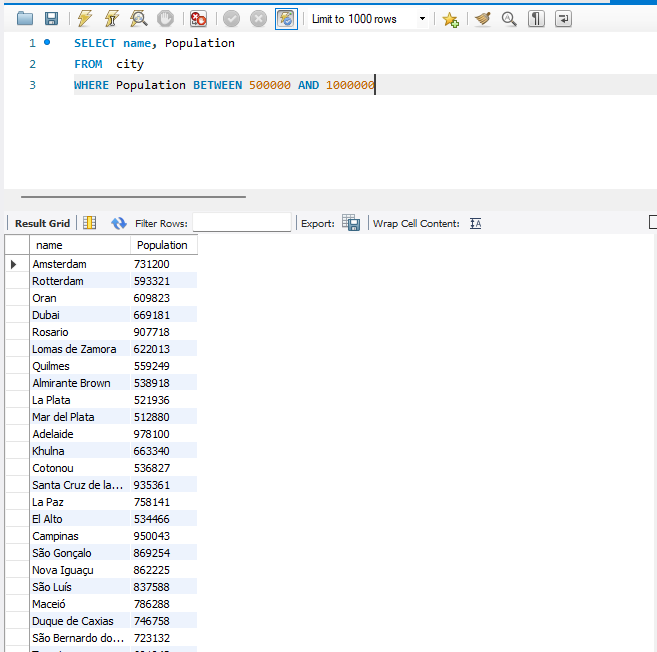 Limit to 1000 rows
1 SELECT name, Population
2 FROM city
3 WHERE Population BETWEEN 500000 AND 1000000
Result Grid Filter Rows: Export: Wrap Cell Content:
name Population
Amsterdam 731200
Rotterdam 593321
Oran 609823
Dubai 669181
Rosario 907718
Lomas de Zamora 622013
Quilmes 559249
Almirante Brown 538918
La Plata 521936
Mar del Plata 512880
Adelaide 978100
Khulna 663340
Cotonou 536827
Santa Cruz de la... 935361
La Paz 758141
El Alto 534466
Campinas 950043
São Gonçalo 869254
Nova Iguaçu 862225
São Luís 837588
Maceió 786288
Duque de Caxias 746758
São Bernardo do... 723132